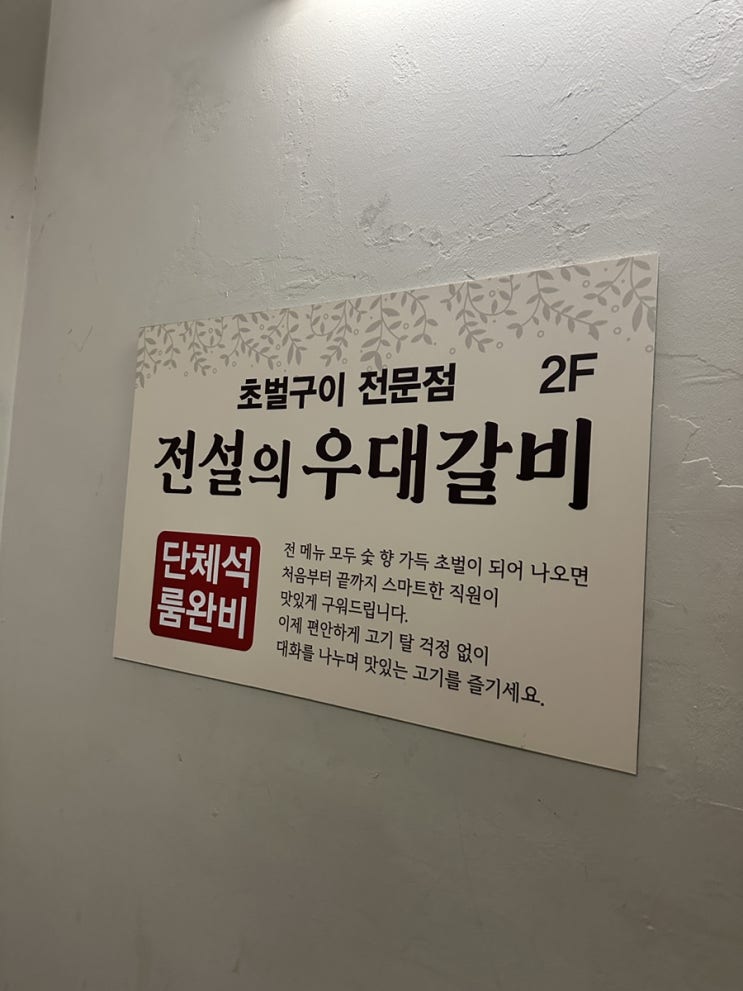 초벌구이 전문점
2F
전설의 우대갈비
단체석
룸완비
전 메뉴 모두 숯 향 가득 초벌이 되어 나오면
처음부터 끝까지 스마트한 직원이
맛있게 구워드립니다.
이제 편안하게 고기 탈 걱정 없이
대화를 나누며 맛있는 고기를 즐기세요.